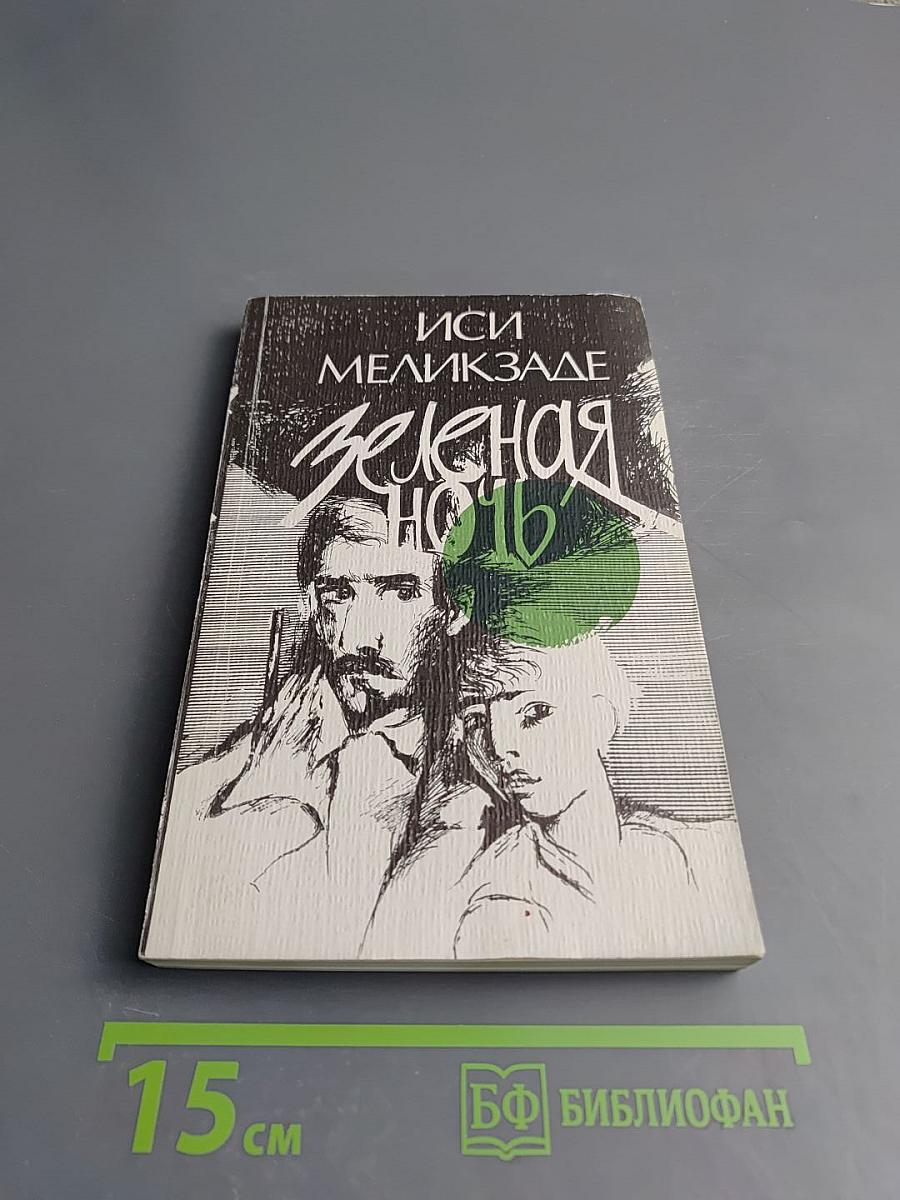 ИСИ
МЕЛИКЗАДЕ
зеленая
ночь
15 см
БФ БИБЛИОФАН